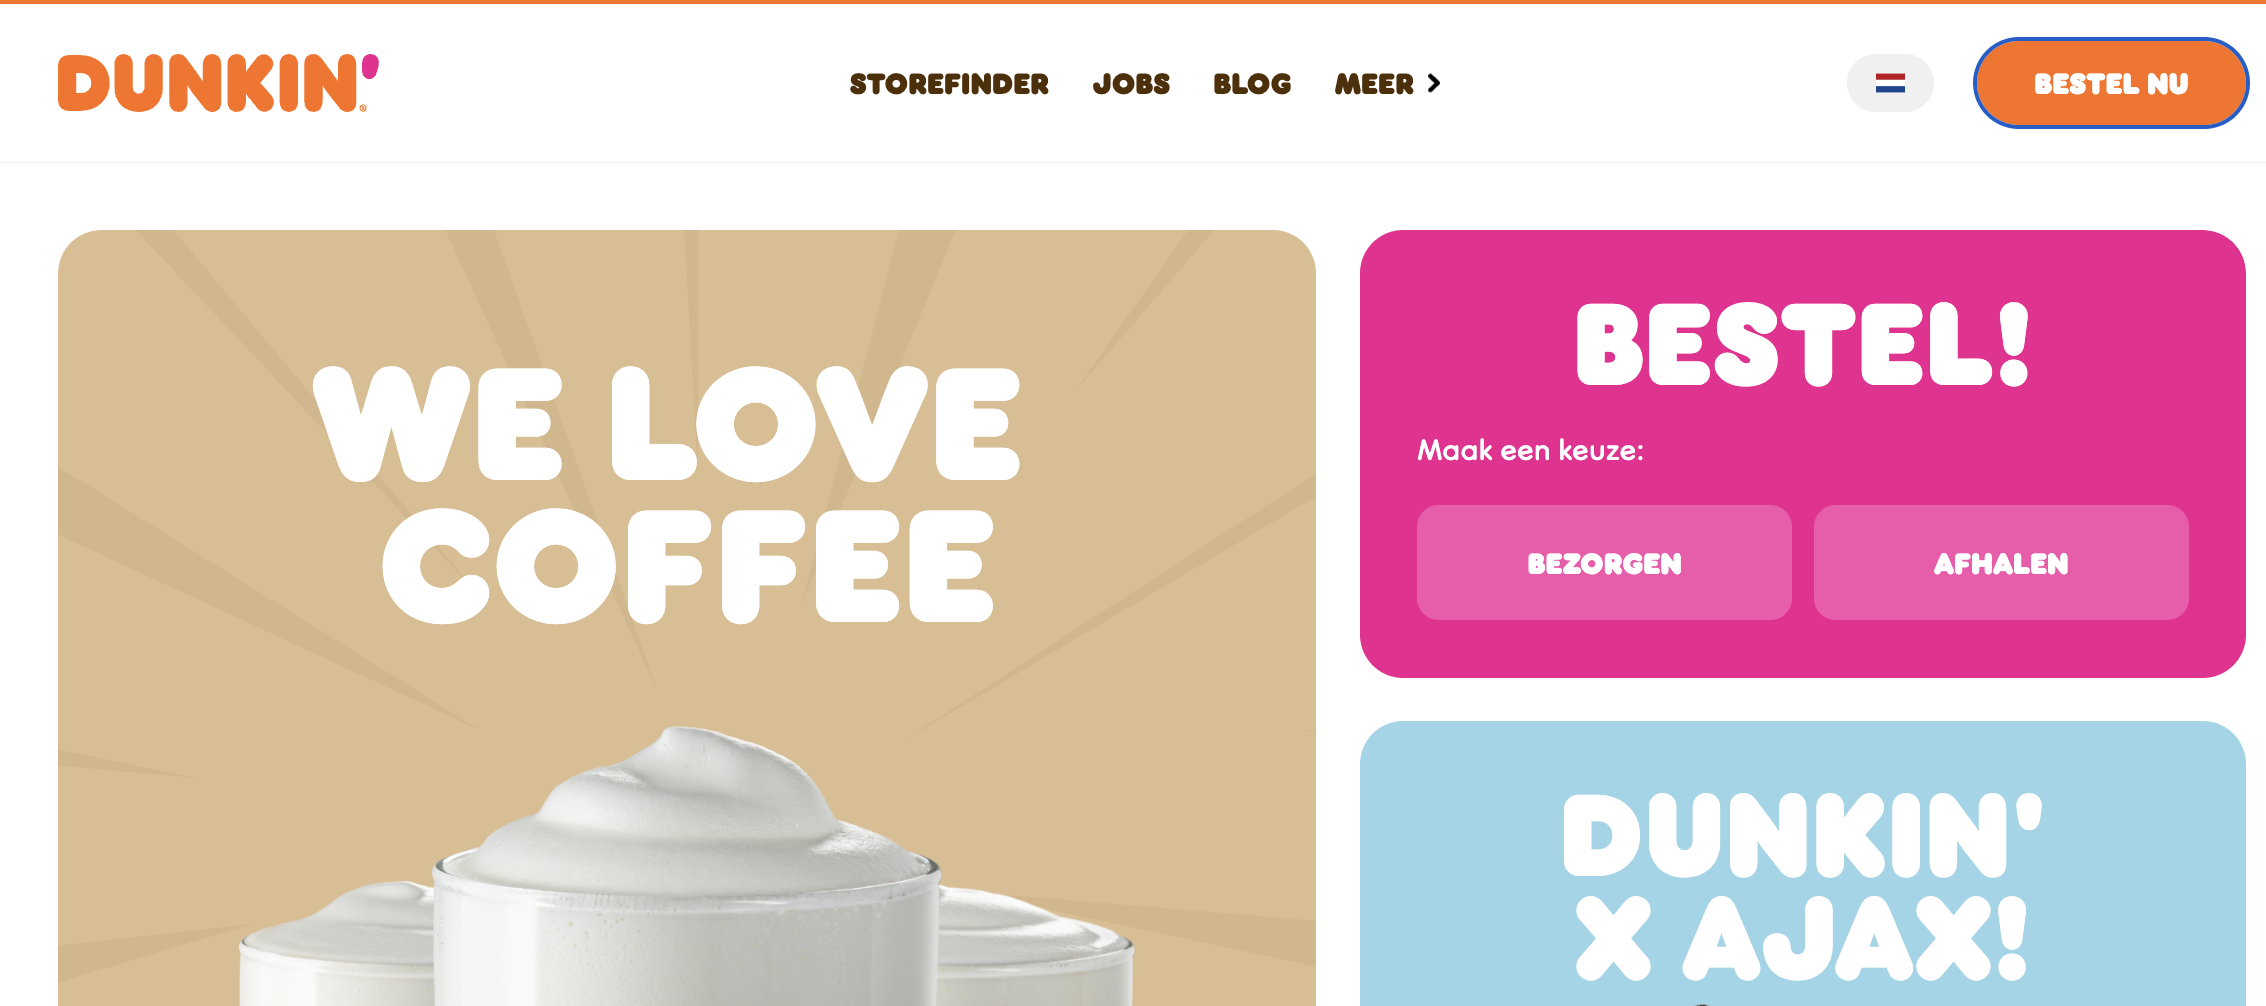 DUNKIN'®
STOREFINDER JOBS BLOG MEER
BESTEL NU
WE LOVE
COFFEE
BESTEL!
Maak een keuze:
BEZORGEN AFHALEN
DUNKIN'
X AJAX!